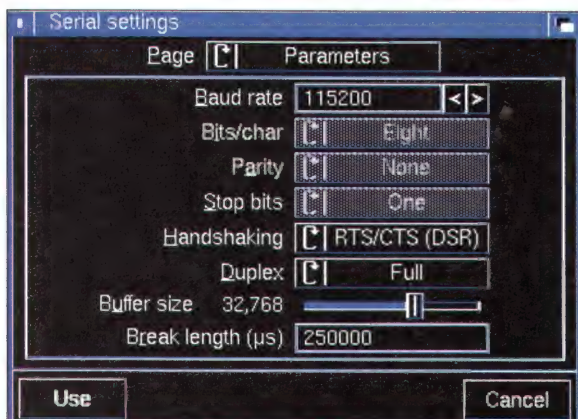 Serial settings
Page Parameters
Baud rate 115200 < >
Bits/char Eight
Parity None
Stop bits One
Handshaking RTS/CTS (DSR)
Duplex Full
Buffer size 32,768
Break length (µs) 250000
Use Cancel